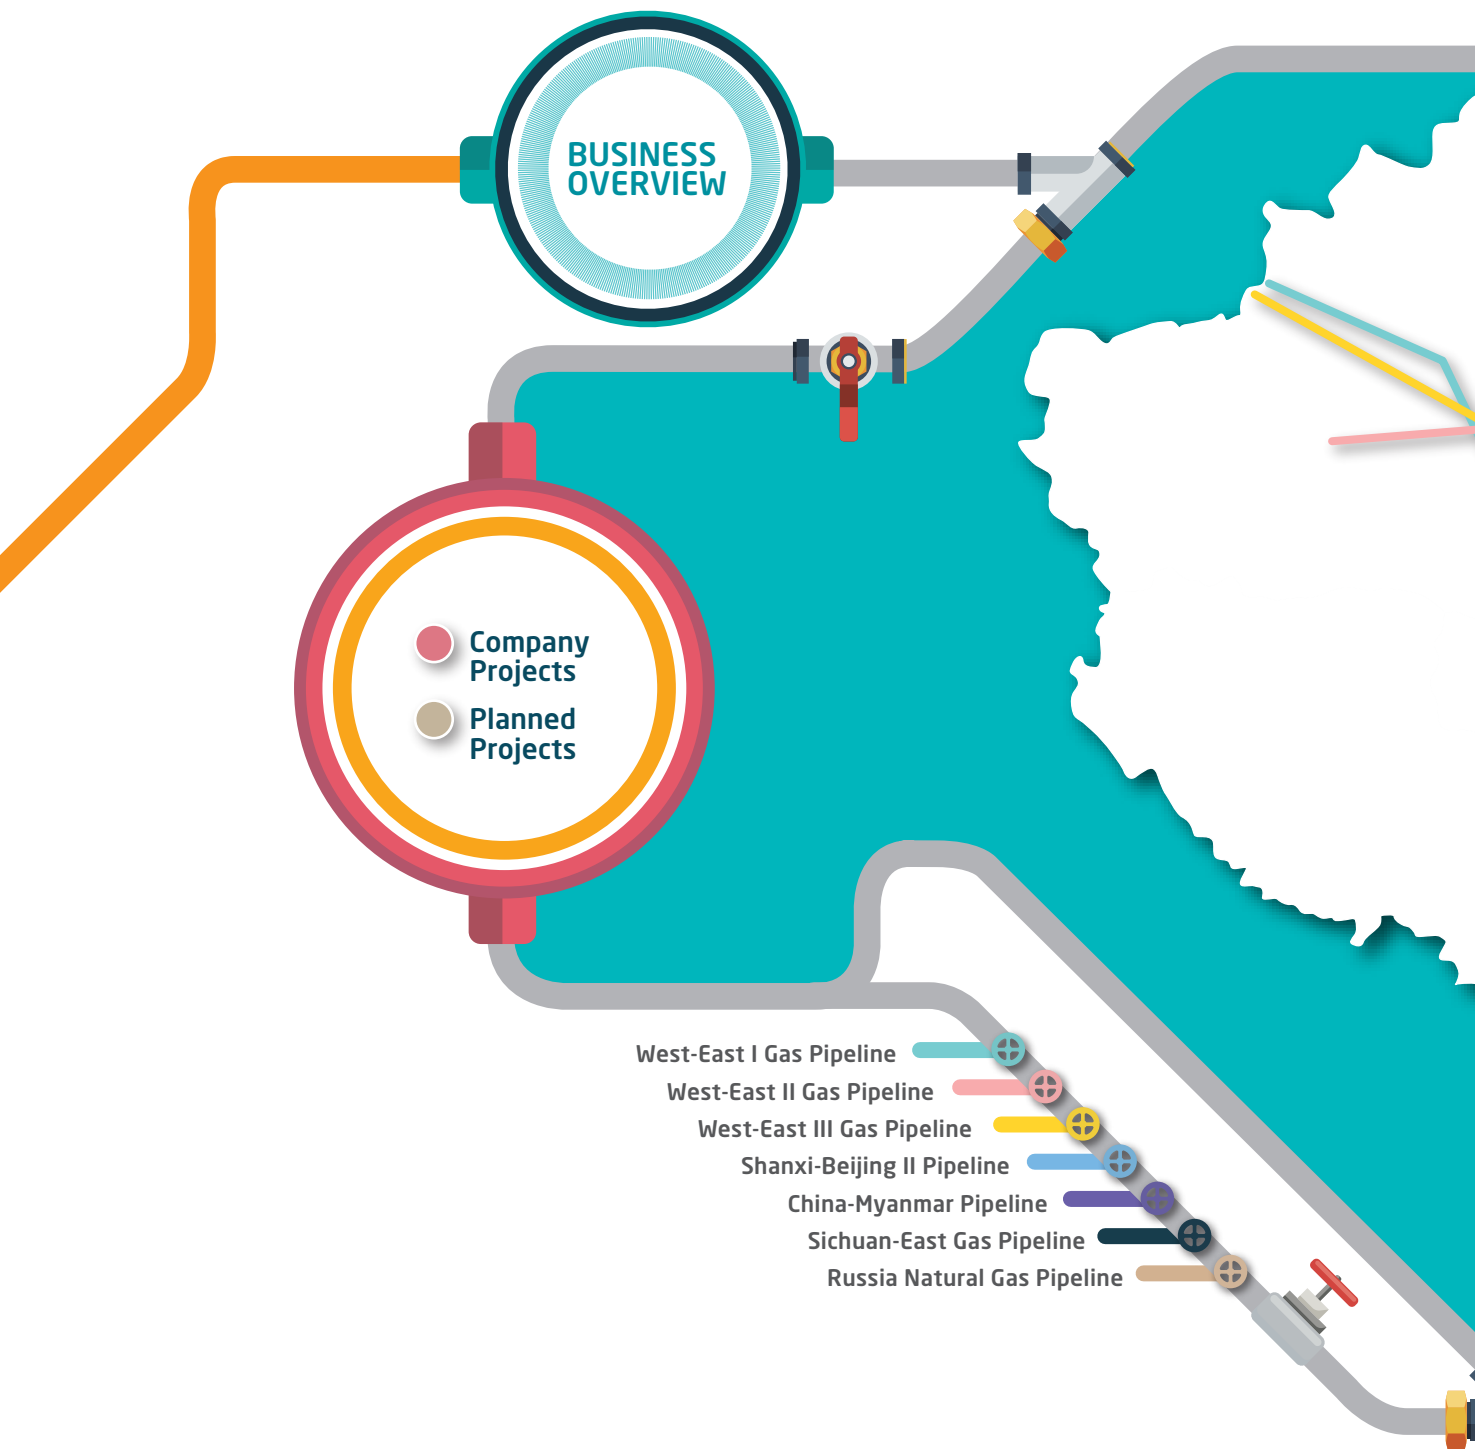 BUSINESS
OVERVIEW
Company
Projects
Planned
Projects
West-East I Gas Pipeline
West-East II Gas Pipeline
West-East III Gas Pipeline
Shanxi-Beijing II Pipeline
China-Myanmar Pipeline
Sichuan-East Gas Pipeline
Russia Natural Gas Pipeline